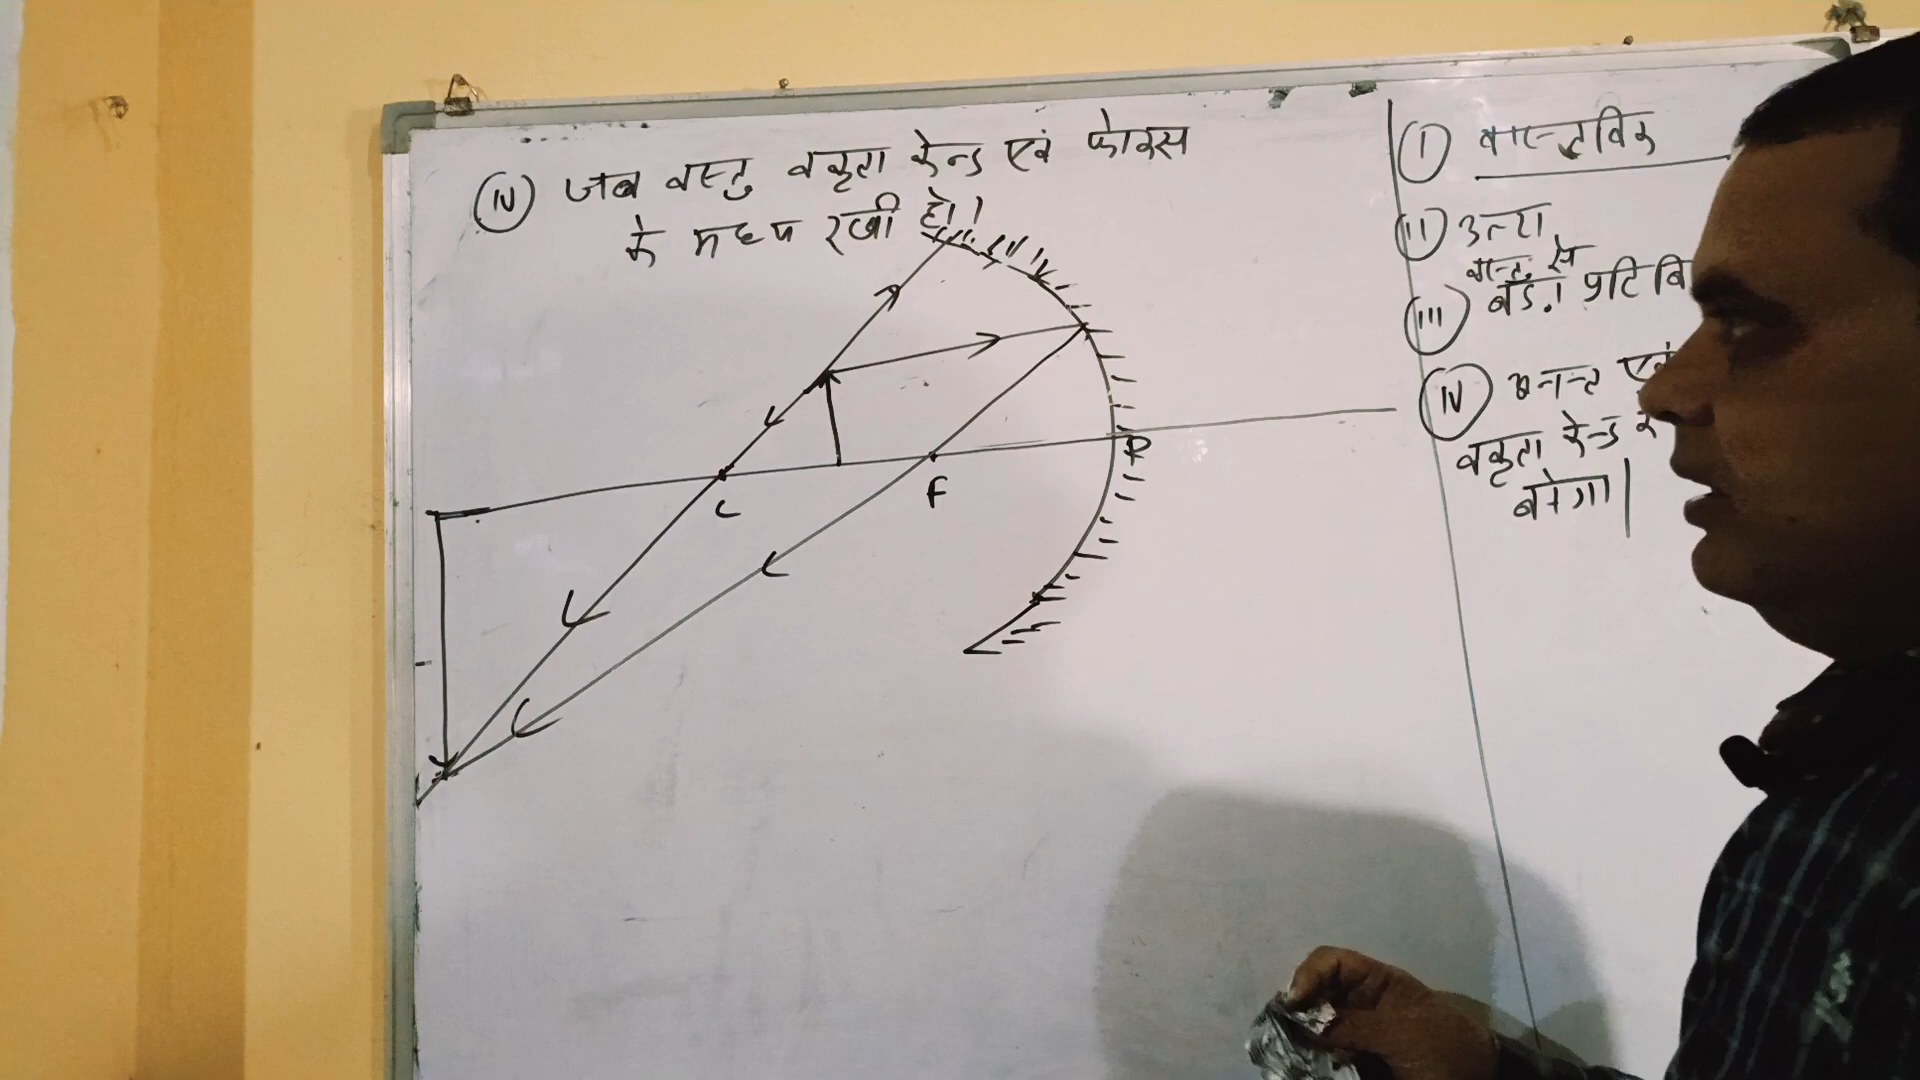 (IV) जब वस्तु वक्रता केन्द्र एवं फोकस
के मध्य रखी हो।
C
F
P
(I) वास्तविक
(II) उल्टा
(III) वस्तु से
बड़ा प्रतिबि
(IV) अनन्त एवं
वक्रता केन्द्र के
बनेगा।